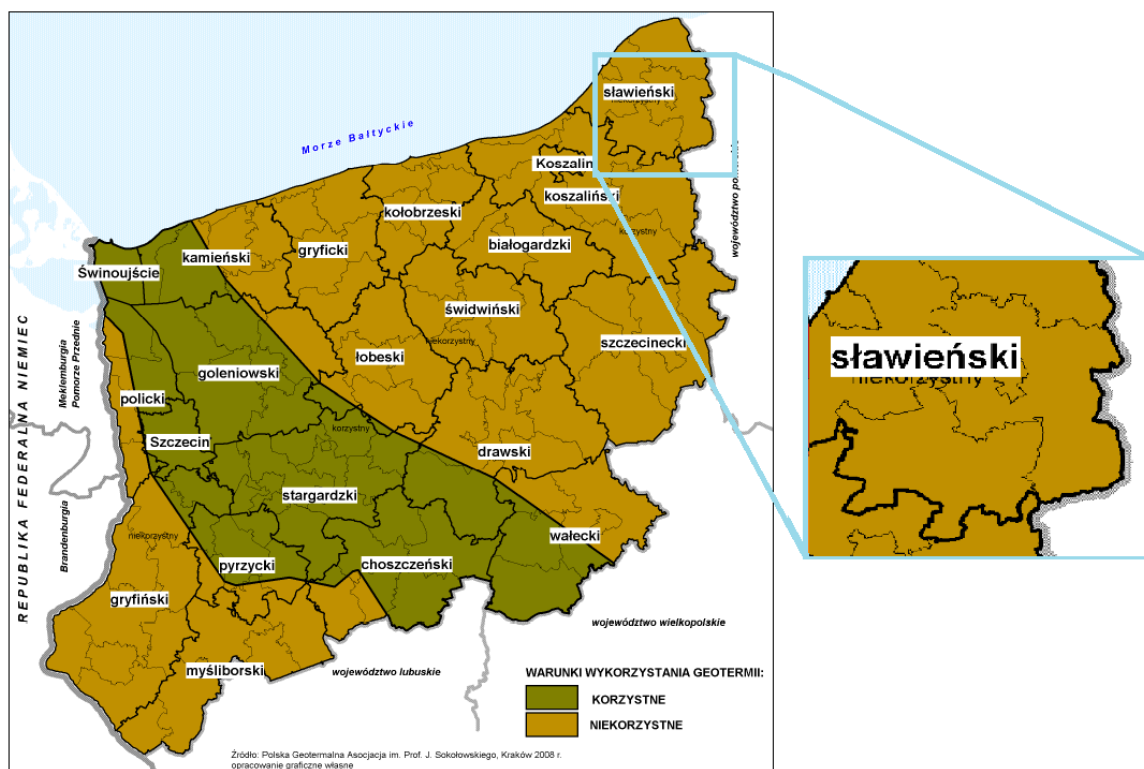 sławieński
niekorzystny
Morze Bałtyckie
Koszalin
koszaliński
kołobrzeski
województwo
kamieński
gryficki
białogardzki
korzystny
Świnoujście
świdwiński
niekorzystny
szczecinecki
łobeski
goleniowski
policki
korzystny
Szczecin
drawski
stargardzki
niekorzystny
wałecki
pyrzycki
choszczeński
gryfiński
myśliborski
REPUBLIKA FEDERALNA NIEMIEC
Meklemburgia
Pomorze Przednie
Brandenburgia
województwo wielkopolskie
województwo lubuskie
WARUNKI WYKORZYSTANIA GEOTERMII:
KORZYSTNE
NIEKORZYSTNE
Źródło: Polska Geotermalna Asocjacja im. Prof. J. Sokołowskiego, Kraków 2008 r.
opracowanie graficzne własne
sławieński
niekorzystny